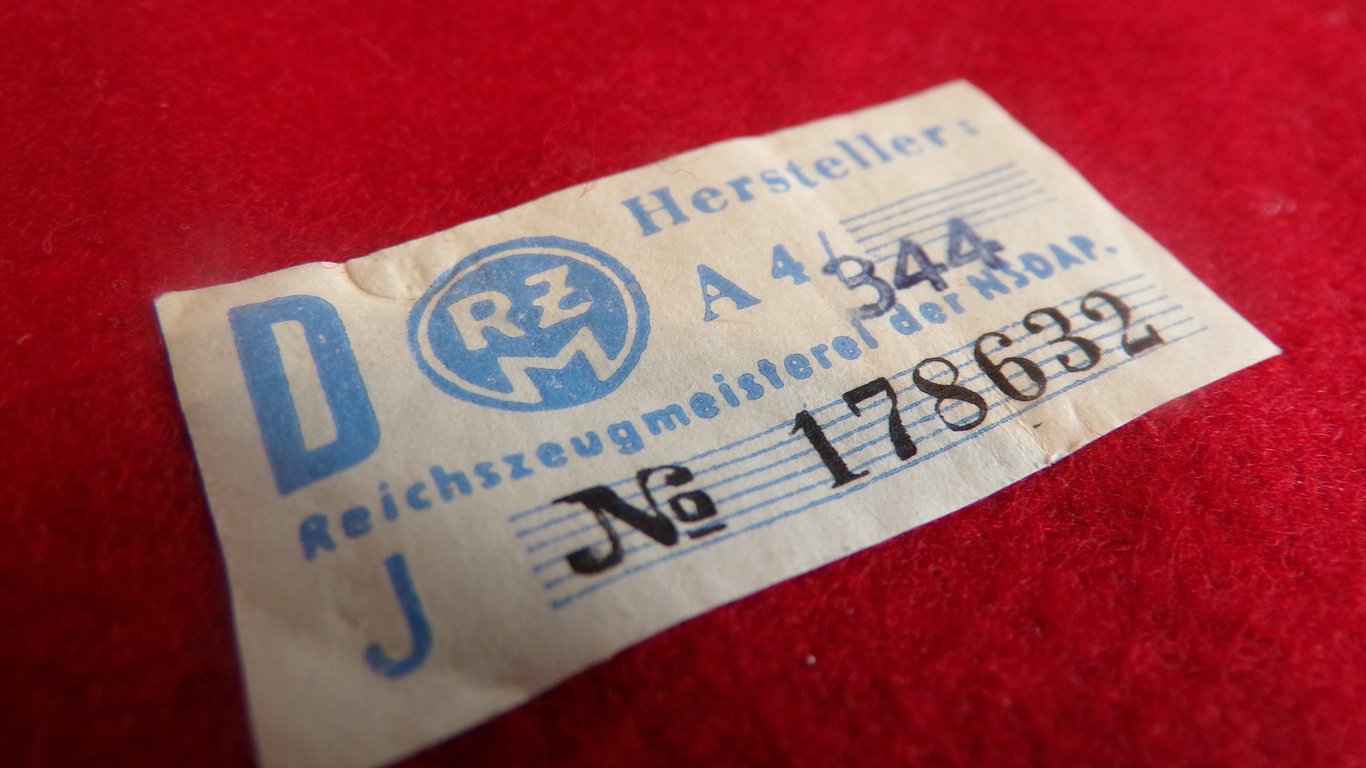 Hersteller:
D RZM A 4/344
Reichszeugmeisterei der NSDAP.
J № 178632